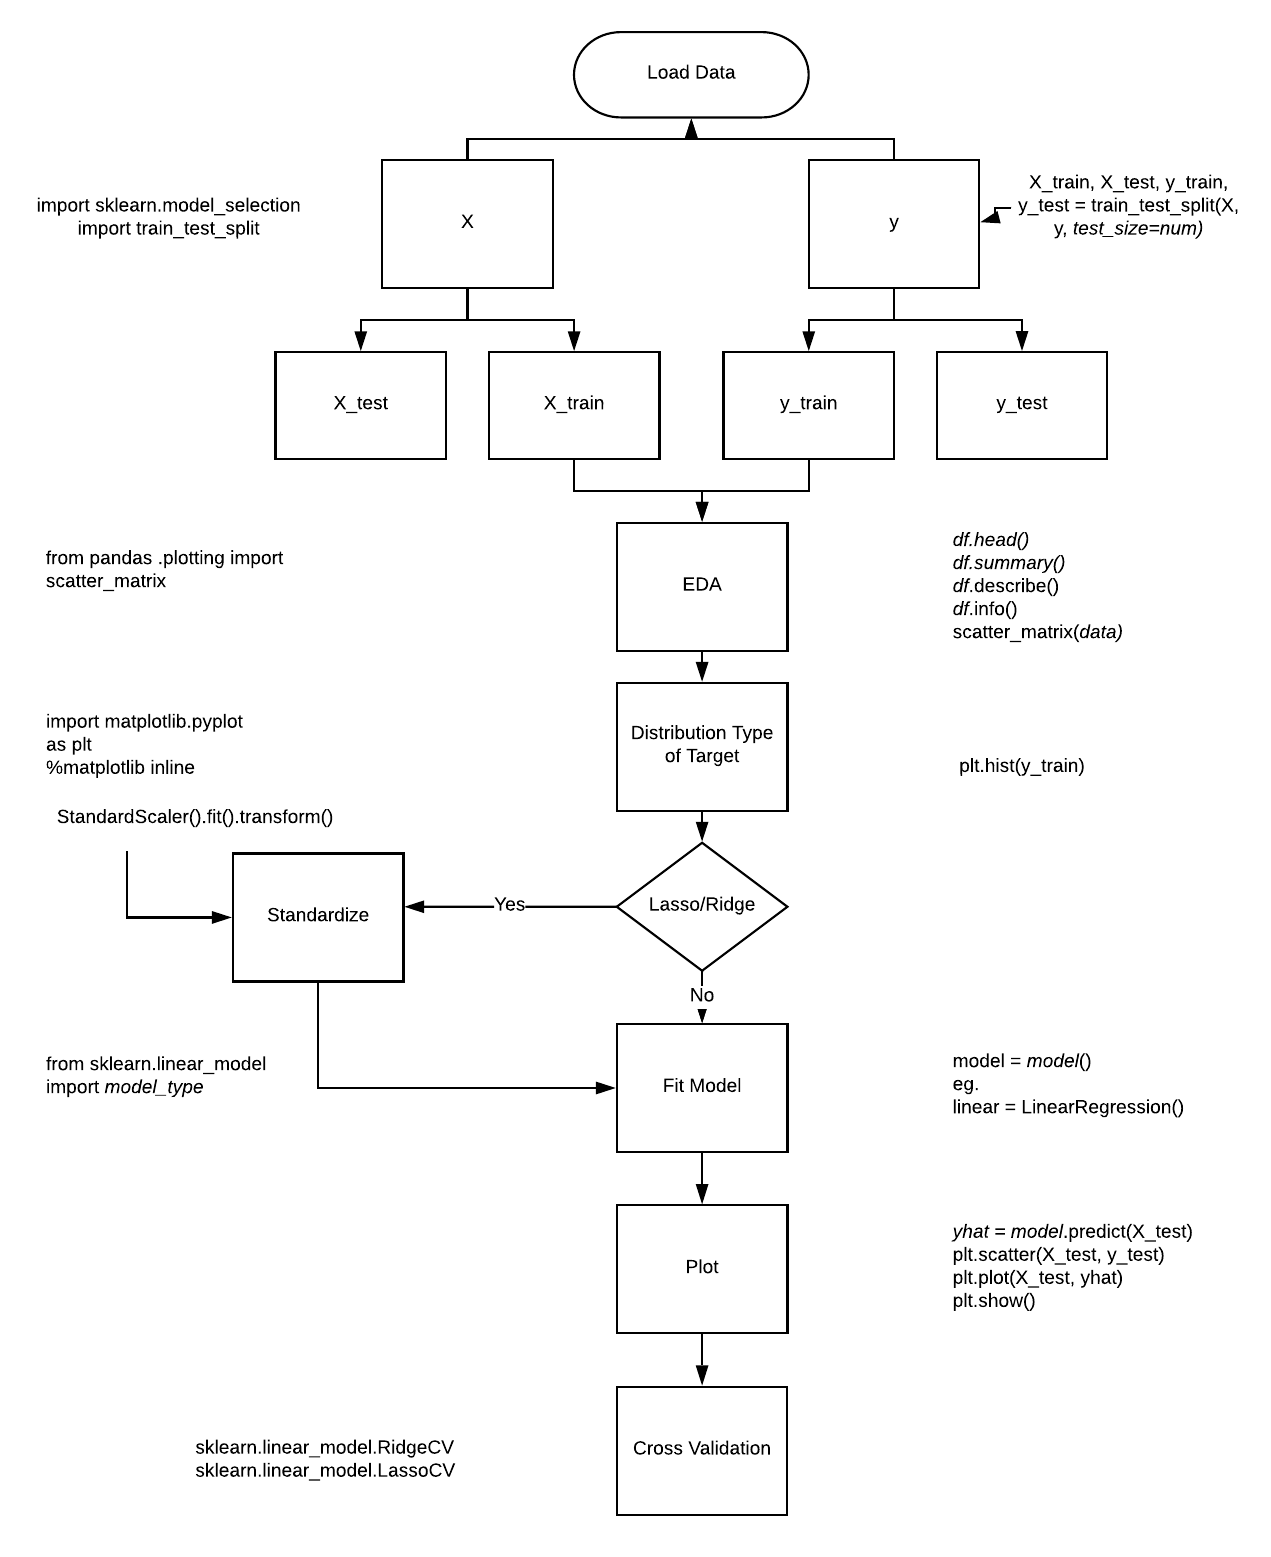 Load Data
import sklearn.model_selection
import train_test_split
X
y
X_train, X_test, y_train,
y_test = train_test_split(X,
y, test_size=num)
X_test
X_train
y_train
y_test
from pandas .plotting import
scatter_matrix
EDA
df.head()
df.summary()
df.describe()
df.info()
scatter_matrix(data)
import matplotlib.pyplot
as plt
%matplotlib inline
Distribution Type
of Target
plt.hist(y_train)
StandardScaler().fit().transform()
Standardize
Yes
Lasso/Ridge
No
from sklearn.linear_model
import model_type
Fit Model
model = model()
eg.
linear = LinearRegression()
Plot
yhat = model.predict(X_test)
plt.scatter(X_test, y_test)
plt.plot(X_test, yhat)
plt.show()
sklearn.linear_model.RidgeCV
sklearn.linear_model.LassoCV
Cross Validation